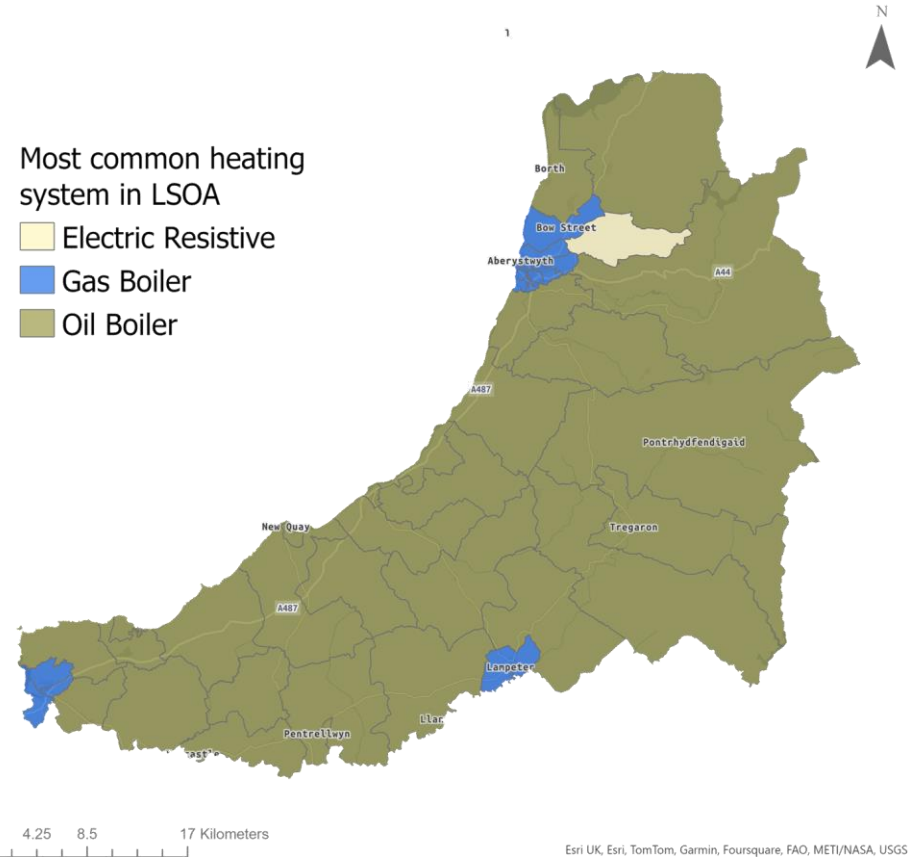 N
Most common heating
system in LSOA
Electric Resistive
Gas Boiler
Oil Boiler
Borth
Bow Street
Aberystwyth
A44
A487
Pontrhydfendigaid
New Quay
Tregaron
A487
Lampeter
Llar
Pentrellwyn
4.25 8.5 17 Kilometers
Esri UK, Esri, TomTom, Garmin, Foursquare, FAO, METI/NASA, USGS